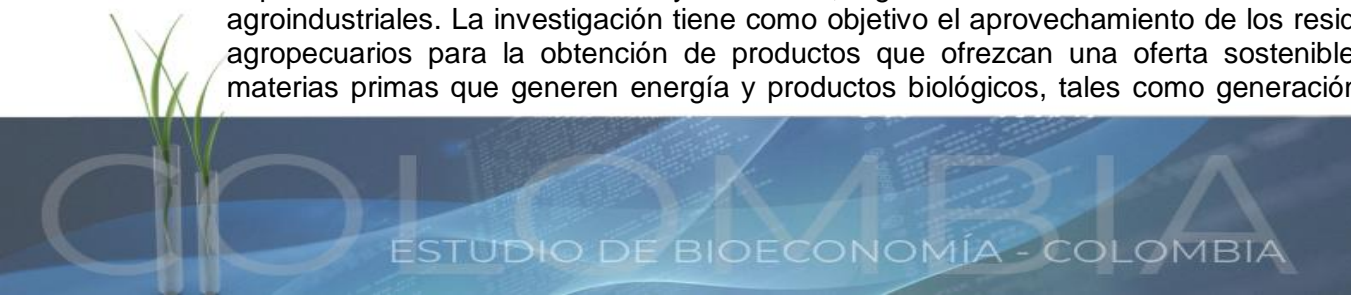 agroindustriales. La investigación tiene como objetivo el aprovechamiento de los
agropecuarios para la obtención de productos que ofrezcan una oferta sostenible
materias primas que generen energía y productos biológicos, tales como generación
COLOMBIA
ESTUDIO DE BIOECONOMÍA - COLOMBIA